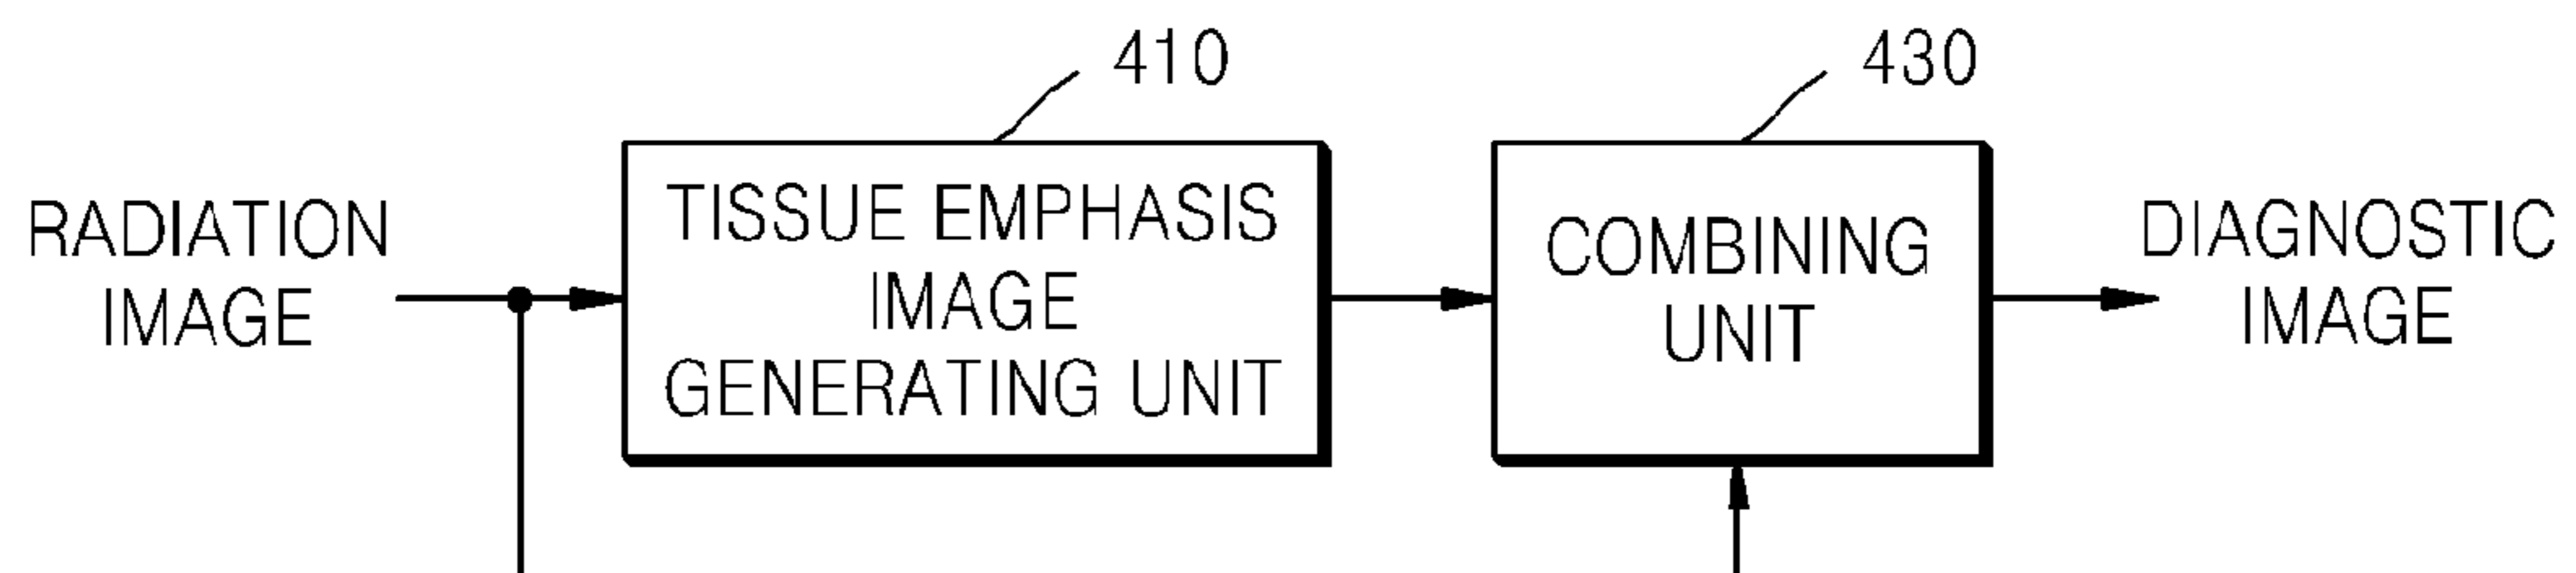 410
430
RADIATION
IMAGE
TISSUE EMPHASIS
IMAGE
GENERATING UNIT
COMBINING
UNIT
DIAGNOSTIC
IMAGE